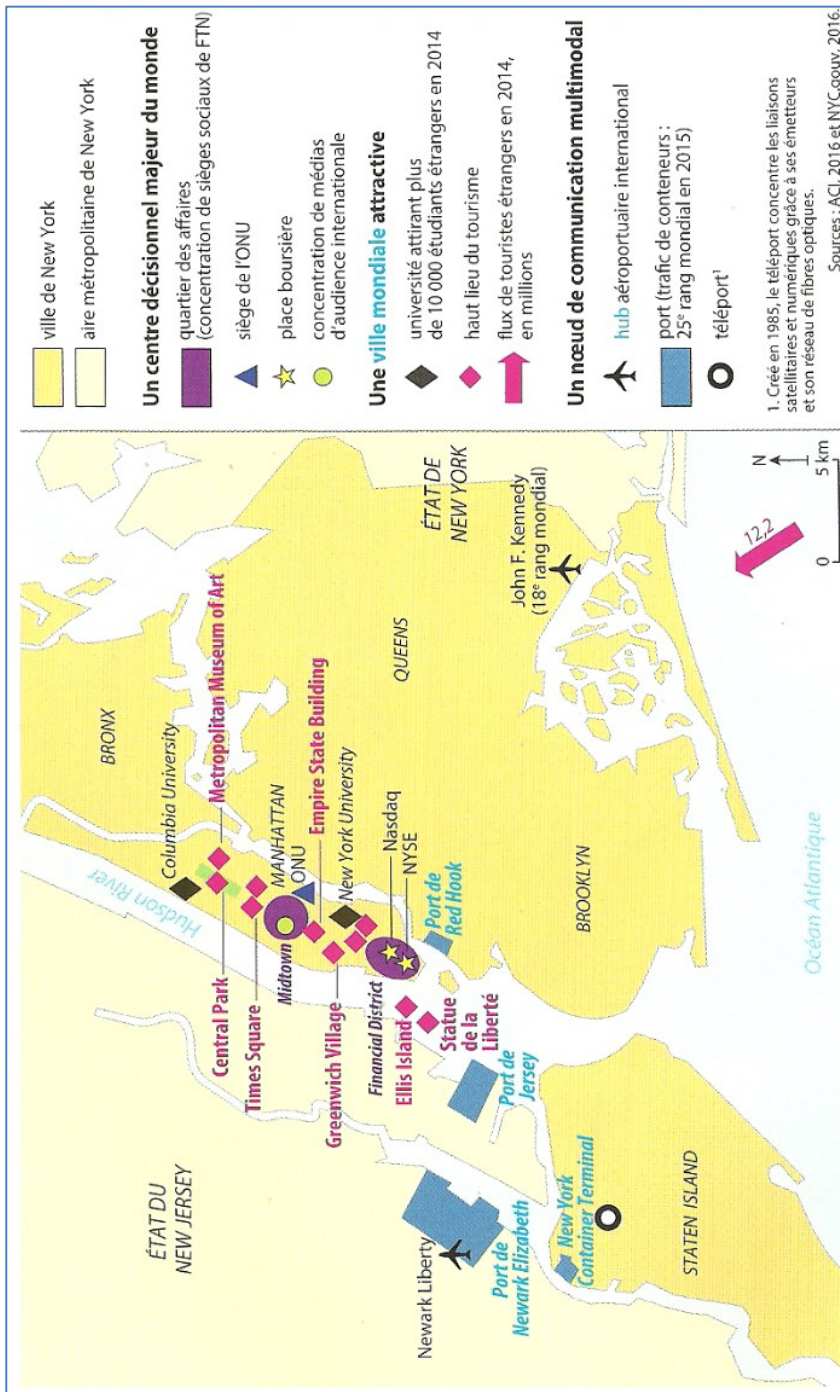 ville de New York
aire métropolitaine de New York
Un centre décisionnel majeur du monde
quartier des affaires
(concentration de sièges sociaux de FTN)
siège de l'ONU
place boursière
concentration de médias
d'audience internationale
Une ville mondiale attractive
université attirant plus
de 10 000 étudiants étrangers en 2014
haut lieu du tourisme
flux de touristes étrangers en 2014,
en millions
Un nœud de communication multimodal
hub aéroportuaire international
port (trafic de conteneurs :
25e rang mondial en 2015)
téléport1
1. Créé en 1985, le téléport concentre les liaisons
satellitaires et numériques grâce à ses émetteurs
et son réseau de fibres optiques.
Sources : ACI, 2016 et NYC.gouv, 2016.
ÉTAT DU
NEW JERSEY
Hudson River
Columbia University
BRONX
Central Park
Metropolitan Museum of Art
Times Square
MANHATTAN
Midtown
ONU
Empire State Building
Greenwich Village
New York University
Financial District
Nasdaq
NYSE
Ellis Island
Statue
de la
Liberté
Port de
Red Hook
QUEENS
ÉTAT DE
NEW YORK
John F. Kennedy
(18e rang mondial)
BROOKLYN
Newark Liberty
Port de
Newark Elizabeth
Port de
Jersey
New York
Container Terminal
STATEN ISLAND
Océan Atlantique
12,2
N
0
5 km